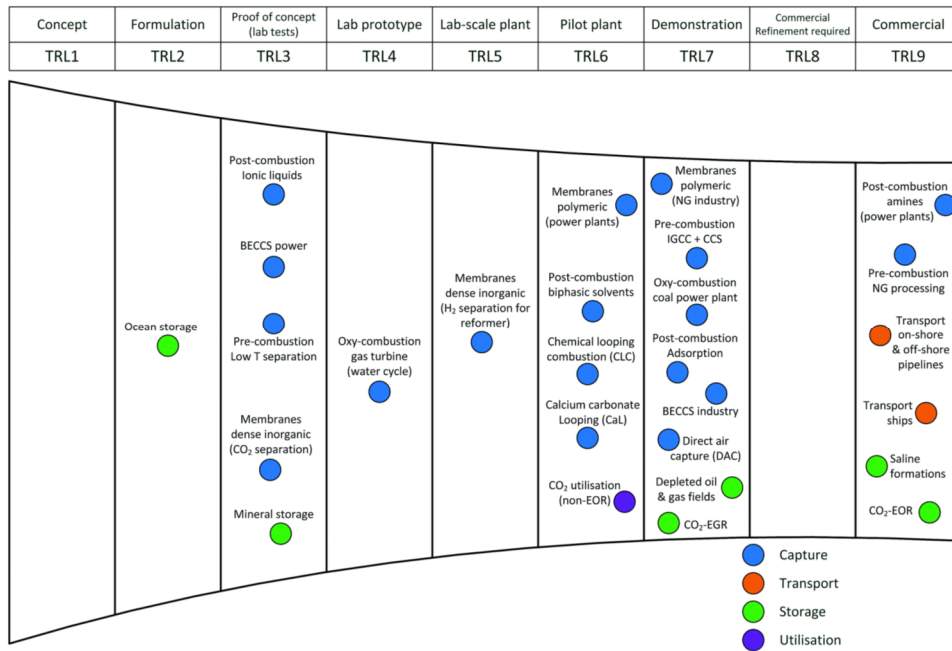 Concept
Formulation
Proof of concept
(lab tests)
Lab prototype
Lab-scale plant
Pilot plant
Demonstration
Commercial
Refinement required
Commercial
TRL1
TRL2
TRL3
TRL4
TRL5
TRL6
TRL7
TRL8
TRL9
Ocean storage
Post-combustion
Ionic liquids
BECCS power
Pre-combustion
Low T separation
Membranes
dense inorganic
(CO₂ separation)
Mineral storage
Oxy-combustion
gas turbine
(water cycle)
Membranes
dense inorganic
(H₂ separation for
reformer)
Membranes
polymeric
(power plants)
Post-combustion
biphasic solvents
Chemical looping
combustion (CLC)
Calcium carbonate
Looping (CaL)
CO₂ utilisation
(non-EOR)
Membranes
polymeric
(NG industry)
Pre-combustion
IGCC + CCS
Oxy-combustion
coal power plant
Post-combustion
Adsorption
BECCS industry
Direct air
capture (DAC)
Depleted oil
& gas fields
CO₂-EGR
Post-combustion
amines
(power plants)
Pre-combustion
NG processing
Transport
on-shore
& off-shore
pipelines
Transport
ships
Saline
formations
CO₂-EOR
Capture
Transport
Storage
Utilisation